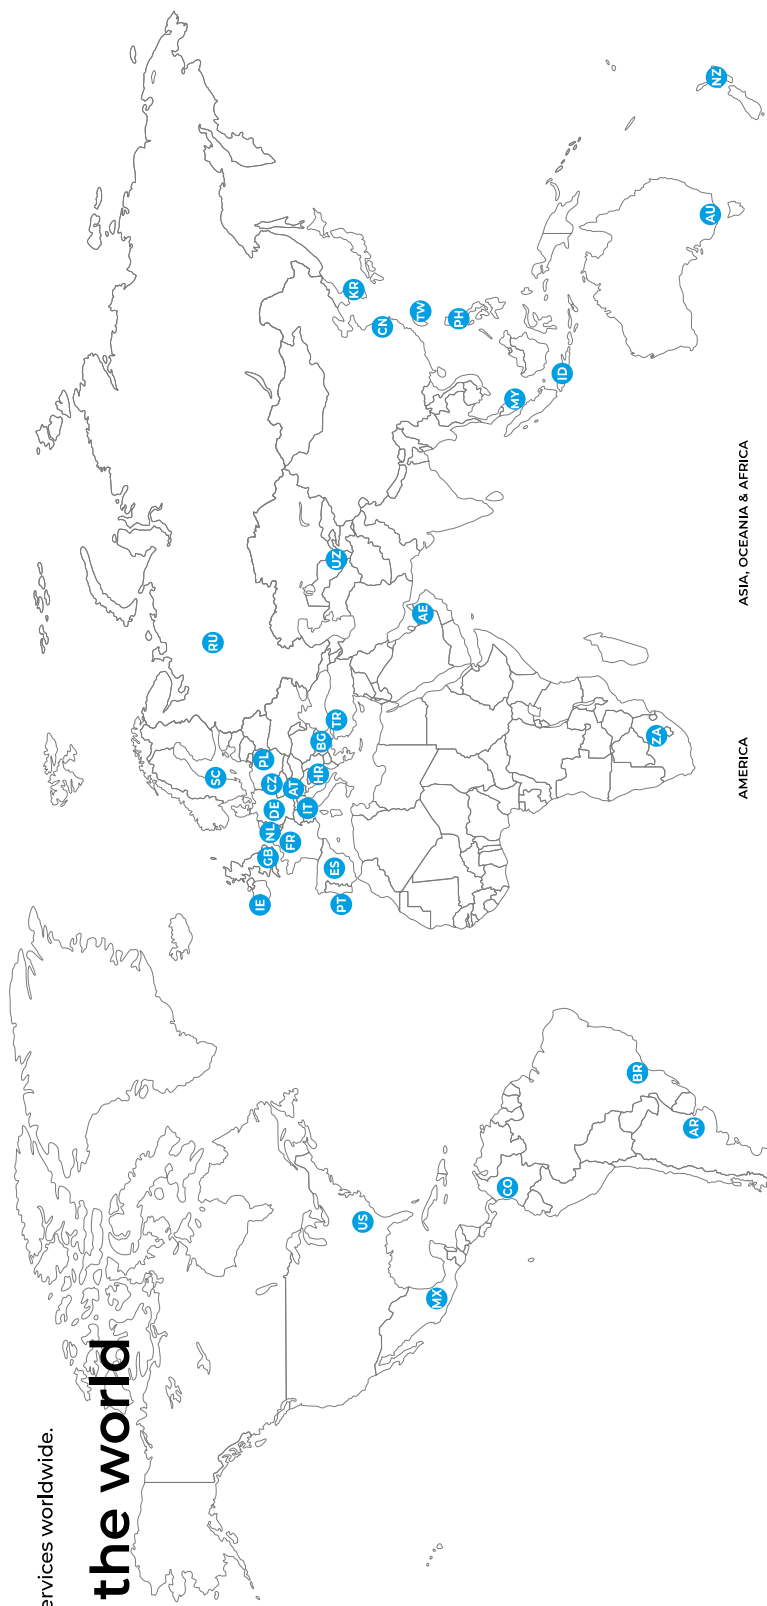 ervices worldwide.
the world
IE
GB
NL
DE
CZ
PL
SC
RU
FR
AT
IT
HR
BG
TR
ES
PT
UZ
AE
KR
CN
TW
PH
MY
ID
AU
NZ
ZA
US
MX
CO
BR
AR
AMERICA
ASIA, OCEANIA & AFRICA